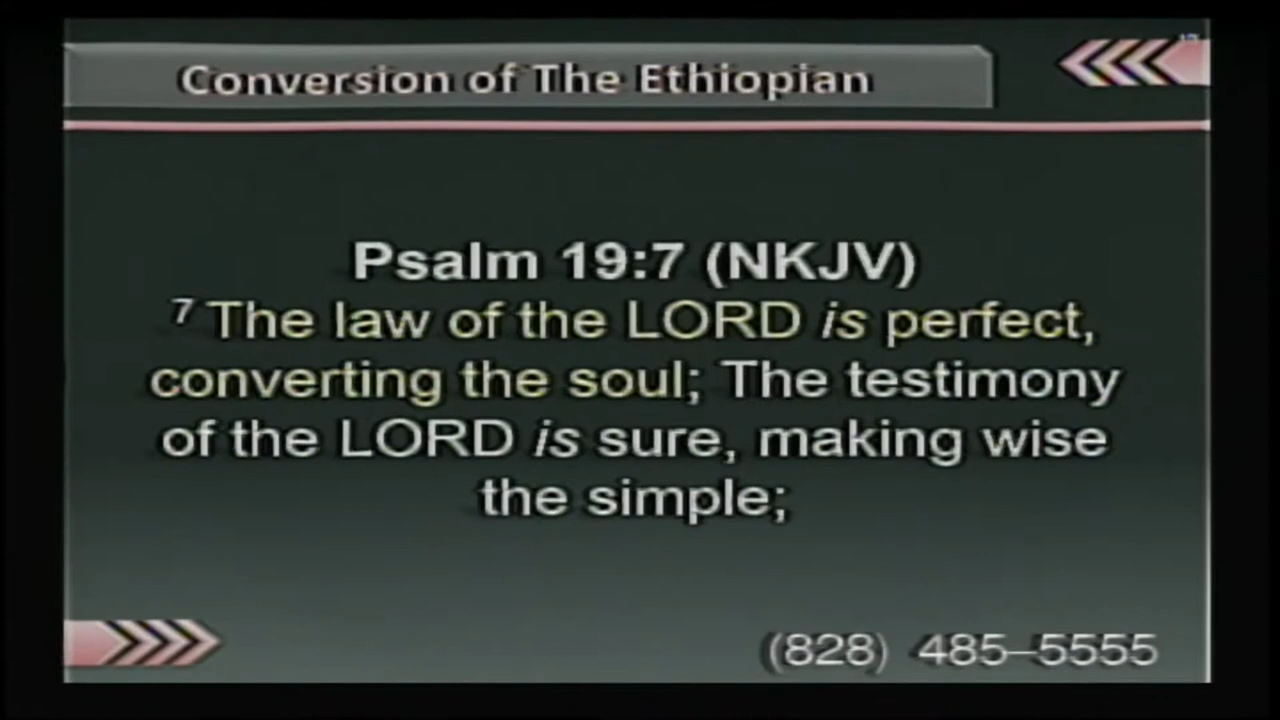 Conversion of The Ethiopian
Psalm 19:7 (NKJV)
7 The law of the LORD is perfect,
converting the soul; The testimony
of the LORD is sure, making wise
the simple;
(828) 485–5555